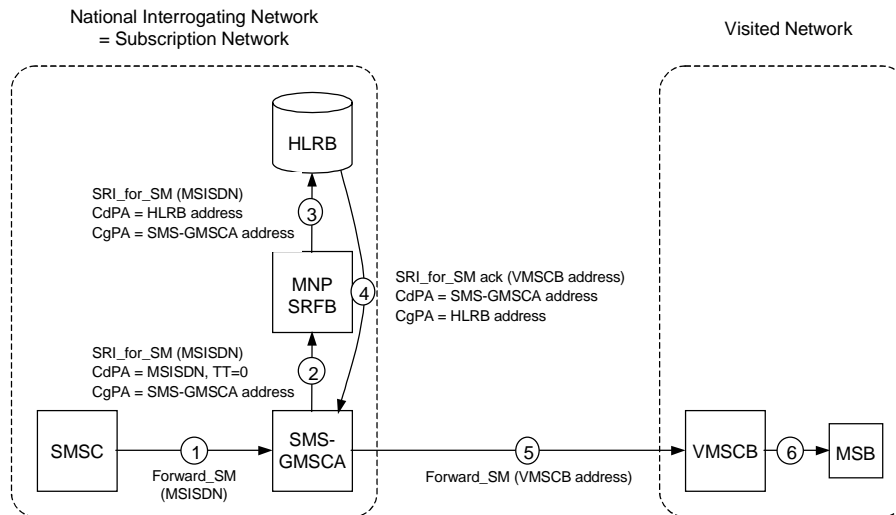 National Interrogating Network
= Subscription Network
Visited Network
HLRB
SRI_for_SM (MSISDN)
CdPA = HLRB address
CgPA = SMS-GMSCA address
3
MNP
SRFB
4
SRI_for_SM ack (VMSCB address)
CdPA = SMS-GMSCA address
CgPA = HLRB address
SRI_for_SM (MSISDN)
CdPA = MSISDN, TT=0
CgPA = SMS-GMSCA address
2
SMSC
1
Forward_SM
(MSISDN)
SMS-
GMSCA
5
Forward_SM (VMSCB address)
VMSCB
6
MSB